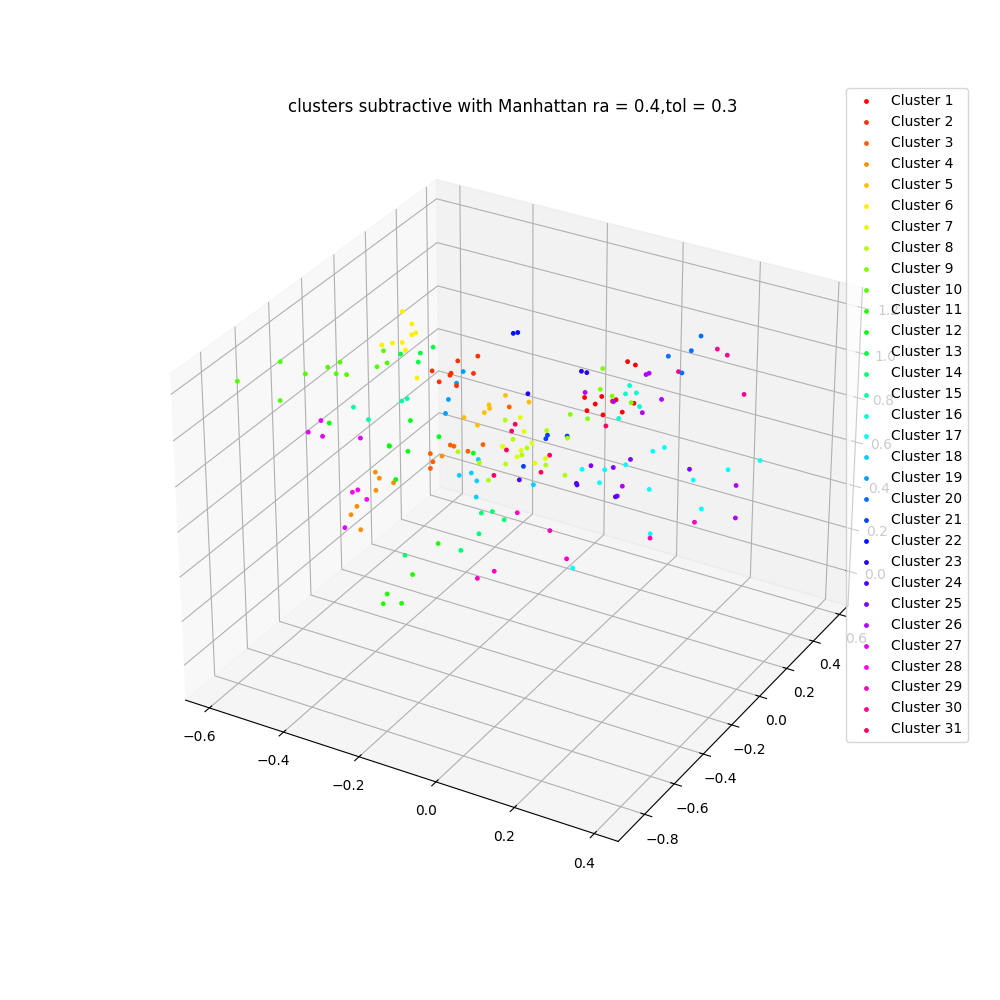 clusters subtractive with Manhattan ra = 0.4,tol = 0.3
Cluster 1
Cluster 2
Cluster 3
Cluster 4
Cluster 5
Cluster 6
Cluster 7
Cluster 8
Cluster 9
Cluster 10
Cluster 11
Cluster 12
Cluster 13
Cluster 14
Cluster 15
Cluster 16
Cluster 17
Cluster 18
Cluster 19
Cluster 20
Cluster 21
Cluster 22
Cluster 23
Cluster 24
Cluster 25
Cluster 26
Cluster 27
Cluster 28
Cluster 29
Cluster 30
Cluster 31
1.0
0.8
0.6
0.4
0.2
0.0
0.6
0.4
0.2
0.0
−0.2
−0.4
−0.6
−0.8
−0.6
−0.4
−0.2
0.0
0.2
0.4